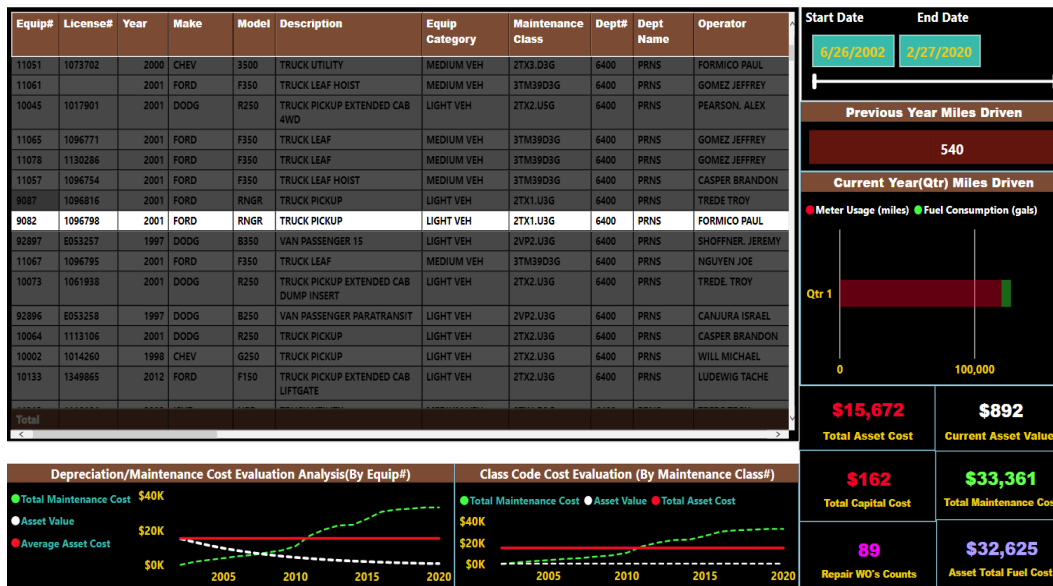 Equip# License# Year Make Model Description Equip Category Maintenance Class Dept# Dept Name Operator
11051 1073702 2000 CHEV 3500 TRUCK UTILITY MEDIUM VEH 2TX3.D3G 6400 PRNS FORMICO PAUL
11061 2001 FORD F350 TRUCK LEAF HOIST MEDIUM VEH 3TM39D3G 6400 PRNS GOMEZ JEFFREY
10045 1017901 2001 DODG R250 TRUCK PICKUP EXTENDED CAB 4WD LIGHT VEH 2TX2.U5G 6400 PRNS PEARSON. ALEX
11065 1096771 2001 FORD F350 TRUCK LEAF MEDIUM VEH 3TM39D3G 6400 PRNS GOMEZ JEFFREY
11078 1130286 2001 FORD F350 TRUCK LEAF MEDIUM VEH 3TM39D3G 6400 PRNS GOMEZ JEFFREY
11057 1096754 2001 FORD F350 TRUCK LEAF HOIST MEDIUM VEH 3TM39D3G 6400 PRNS CASPER BRANDON
9087 1096816 2001 FORD RNGR TRUCK PICKUP LIGHT VEH 2TX1.U3G 6400 PRNS TREDE TROY
9082 1096798 2001 FORD RNGR TRUCK PICKUP LIGHT VEH 2TX1.U3G 6400 PRNS FORMICO PAUL
92897 E053257 1997 DODG B350 VAN PASSENGER 15 LIGHT VEH 2VP2.U3G 6400 PRNS SHOFFNER. JEREMY
11067 1096795 2001 FORD F350 TRUCK LEAF MEDIUM VEH 3TM39D3G 6400 PRNS NGUYEN JOE
10073 1061938 2001 DODG R250 TRUCK PICKUP EXTENDED CAB DUMP INSERT LIGHT VEH 2TX2.U3G 6400 PRNS TREDE. TROY
92896 E053258 1997 DODG B250 VAN PASSENGER PARATRANSIT LIGHT VEH 2VP2.U3G 6400 PRNS CANJURA ISRAEL
10064 1113106 2001 DODG R250 TRUCK PICKUP LIGHT VEH 2TX2.U3G 6400 PRNS CASPER BRANDON
10002 1014260 1998 CHEV G250 TRUCK PICKUP LIGHT VEH 2TX2.U3G 6400 PRNS WILL MICHAEL
10133 1349865 2012 FORD F150 TRUCK PICKUP EXTENDED CAB LIFTGATE LIGHT VEH 2TX2.U3G 6400 PRNS LUDEWIG TACHE
Total
Start Date End Date
6/26/2002 2/27/2020
Previous Year Miles Driven
540
Current Year(Qtr) Miles Driven
Meter Usage (miles) Fuel Consumption (gals)
Qtr 1
0 100,000
$15,672 $892
Total Asset Cost Current Asset Value
$162 $33,361
Total Capital Cost Total Maintenance Cos
89 $32,625
Repair WO's Counts Asset Total Fuel Cost
Depreciation/Maintenance Cost Evaluation Analysis(By Equip#)
Total Maintenance Cost
Asset Value
Average Asset Cost
$40K
$20K
$0K
2005 2010 2015 2020
Class Code Cost Evaluation (By Maintenance Class#)
Total Maintenance Cost Asset Value Total Asset Cost
$40K
$20K
$0K
2005 2010 2015 2020